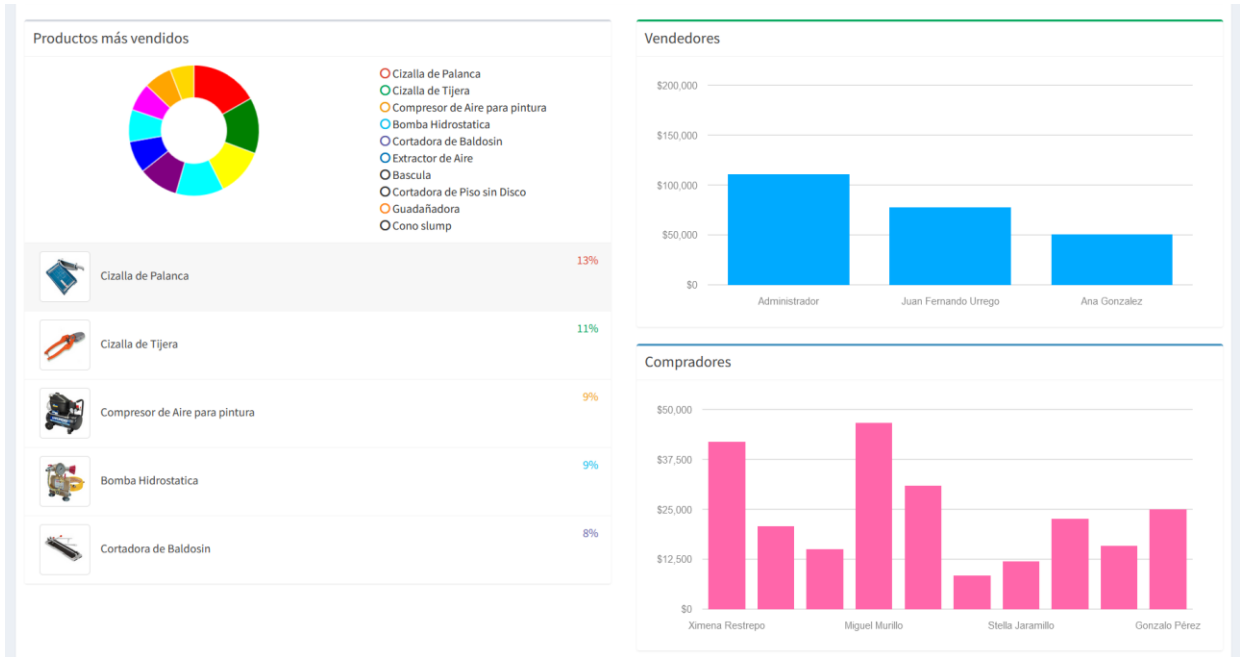 Productos más vendidos
Cizalla de Palanca
Cizalla de Tijera
Compresor de Aire para pintura
Bomba Hidrostatica
Cortadora de Baldosin
Extractor de Aire
Bascula
Cortadora de Piso sin Disco
Guadañadora
Cono slump
Cizalla de Palanca
13%
Cizalla de Tijera
11%
Compresor de Aire para pintura
9%
Bomba Hidrostatica
9%
Cortadora de Baldosin
8%
Vendedores
$200,000
$150,000
$100,000
$50,000
$0
Administrador
Juan Fernando Urrego
Ana Gonzalez
Compradores
$50,000
$37,500
$25,000
$12,500
$0
Ximena Restrepo
Miguel Murillo
Stella Jaramillo
Gonzalo Pérez